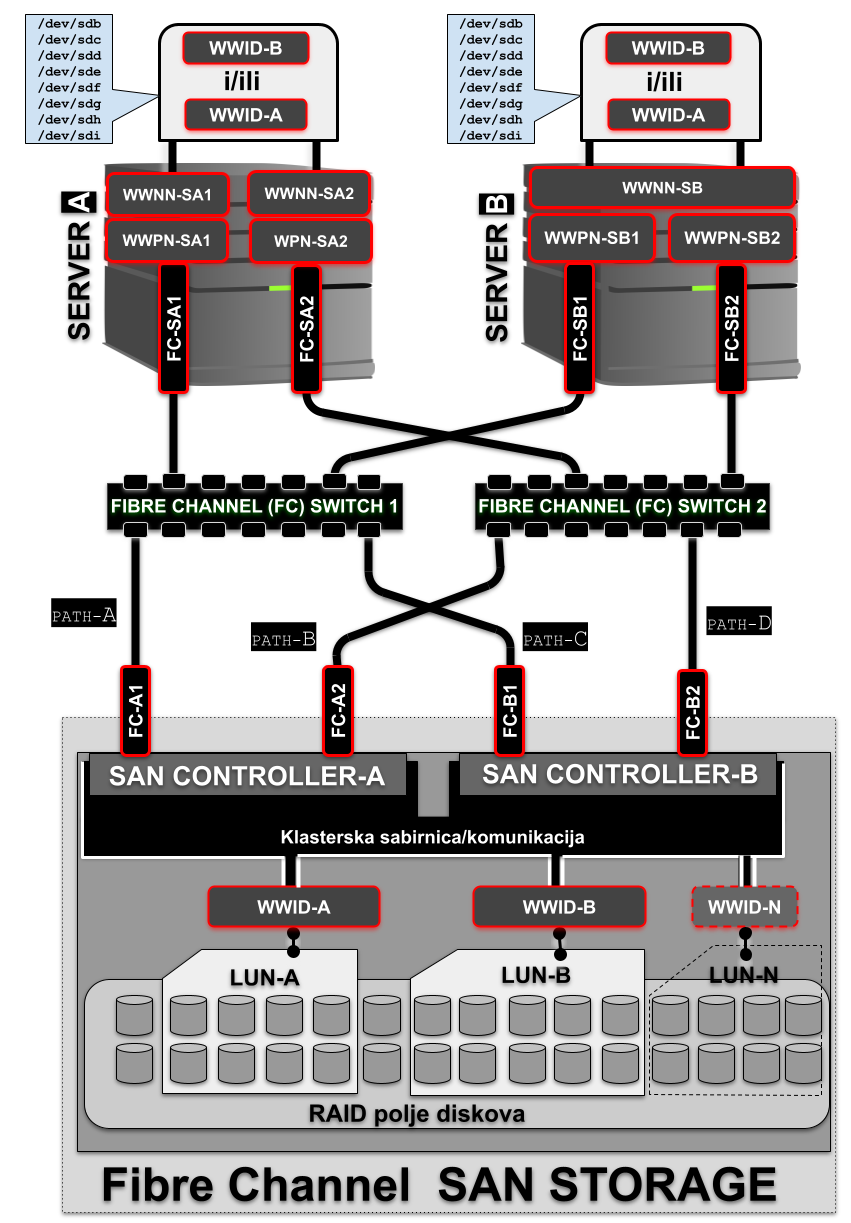 /dev/sdb
/dev/sdc
/dev/sdd
/dev/sde
/dev/sdf
/dev/sdg
/dev/sdh
/dev/sdi
WWID-B
i/ili
WWID-A
/dev/sdb
/dev/sdc
/dev/sdd
/dev/sde
/dev/sdf
/dev/sdg
/dev/sdh
/dev/sdi
WWID-B
i/ili
WWID-A
SERVER A
WWNN-SA1
WWNN-SA2
WWPN-SA1
WPN-SA2
FC-SA1
FC-SA2
SERVER B
WWNN-SB
WWPN-SB1
WWPN-SB2
FC-SB1
FC-SB2
FIBRE CHANNEL (FC) SWITCH 1
FIBRE CHANNEL (FC) SWITCH 2
PATH-A
PATH-B
PATH-C
PATH-D
FC-A1
FC-A2
FC-B1
FC-B2
SAN CONTROLLER-A
SAN CONTROLLER-B
Klasterska sabirnica/komunikacija
WWID-A
WWID-B
WWID-N
LUN-A
LUN-B
LUN-N
RAID polje diskova
Fibre Channel SAN STORAGE